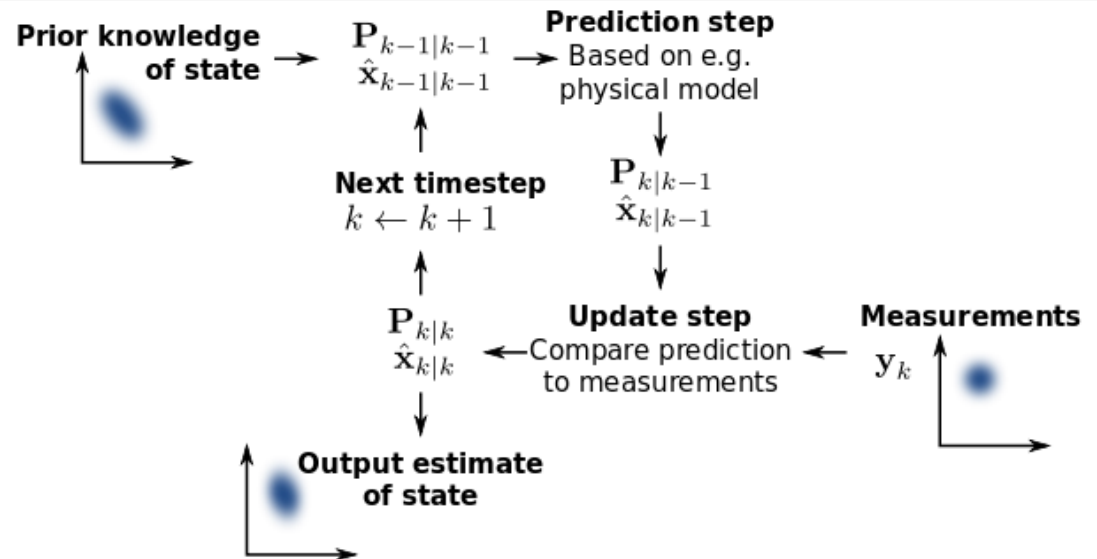 Prior knowledge
of state
P_{k−1|k−1}
x̂_{k−1|k−1}
Prediction step
Based on e.g.
physical model
P_{k|k−1}
x̂_{k|k−1}
Next timestep
k ← k + 1
Update step
Compare prediction
to measurements
Measurements
y_k
P_{k|k}
x̂_{k|k}
Output estimate
of state